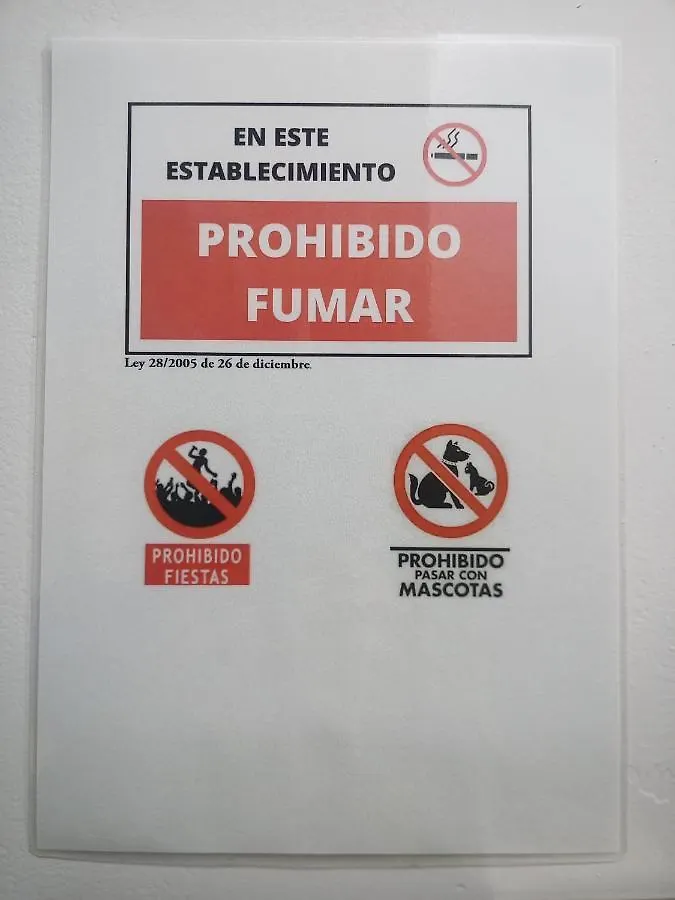 EN ESTE
ESTABLECIMIENTO
PROHIBIDO
FUMAR
Ley 28/2005 de 26 de diciembre.
PROHIBIDO
FIESTAS
PROHIBIDO
PASAR CON
MASCOTAS